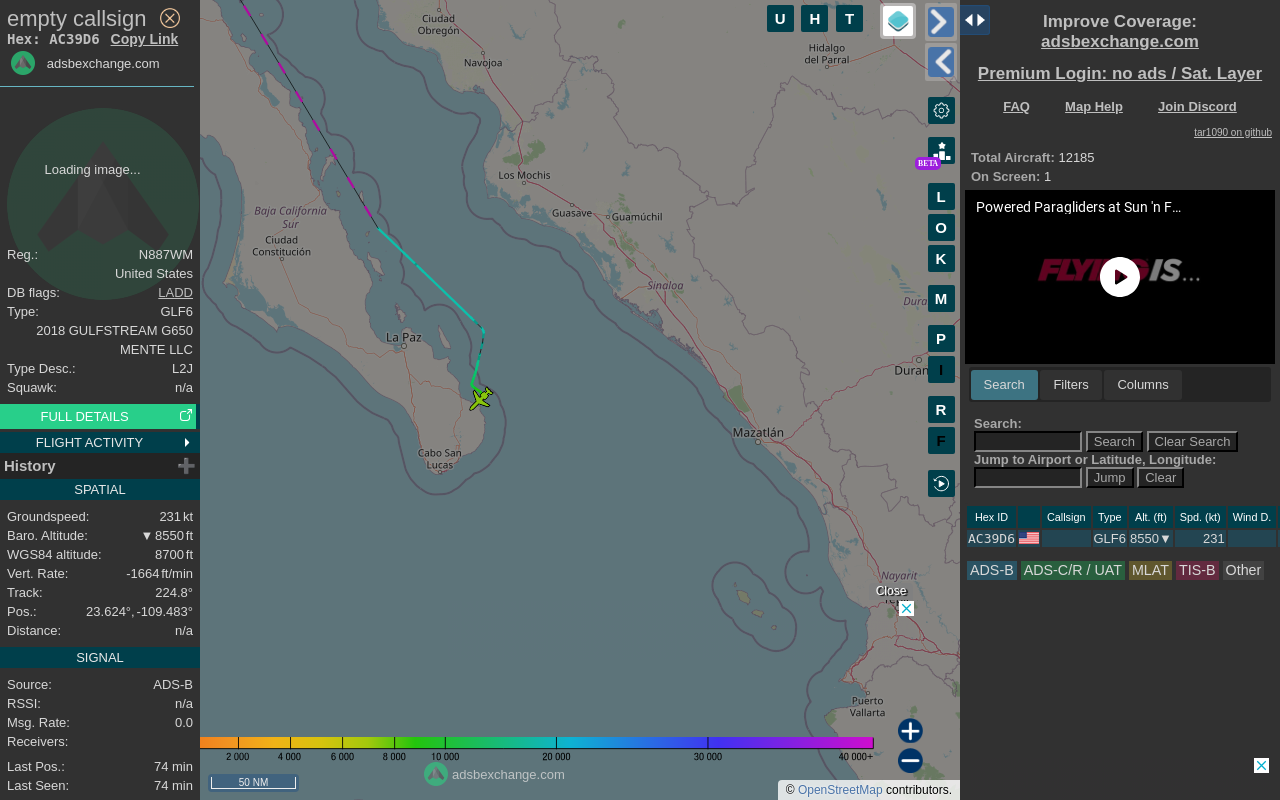 empty callsign
Hex: AC39D6 Copy Link
adsbexchange.com
Loading image...
Reg.: N887WM
United States
DB flags: LADD
Type: GLF6
2018 GULFSTREAM G650
MENTE LLC
Type Desc.: L2J
Squawk: n/a
FULL DETAILS
FLIGHT ACTIVITY
History
SPATIAL
Groundspeed: 231 kt
Baro. Altitude: ▼ 8550 ft
WGS84 altitude: 8700 ft
Vert. Rate: -1664 ft/min
Track: 224.8°
Pos.: 23.624°, -109.483°
Distance: n/a
SIGNAL
Source: ADS-B
RSSI: n/a
Msg. Rate: 0.0
Receivers:
Last Pos.: 74 min
Last Seen: 74 min
Ciudad
Obregón
Navojoa
Hidalgo
del Parral
Los Mochis
Guasave
Guamúchil
Baja California
Sur
Ciudad
Constitución
Sinaloa
Dura
Duran
La Paz
Mazatlán
Cabo San
Lucas
Nayarit
Puerto
Vallarta
U H T
BETA
L
O
K
M
P
I
R
F
Close
2 000 4 000 6 000 8 000 10 000 20 000 30 000 40 000+
50 NM
adsbexchange.com
© OpenStreetMap contributors.
Improve Coverage:
adsbexchange.com
Premium Login: no ads / Sat. Layer
FAQ Map Help Join Discord
tar1090 on github
Total Aircraft: 12185
On Screen: 1
Powered Paragliders at Sun 'n F...
FLYING IS...
Search Filters Columns
Search:
Search Clear Search
Jump to Airport or Latitude, Longitude:
Jump Clear
Hex ID Callsign Type Alt. (ft) Spd. (kt) Wind D.
AC39D6 GLF6 8550▼ 231
ADS-B ADS-C/R / UAT MLAT TIS-B Other